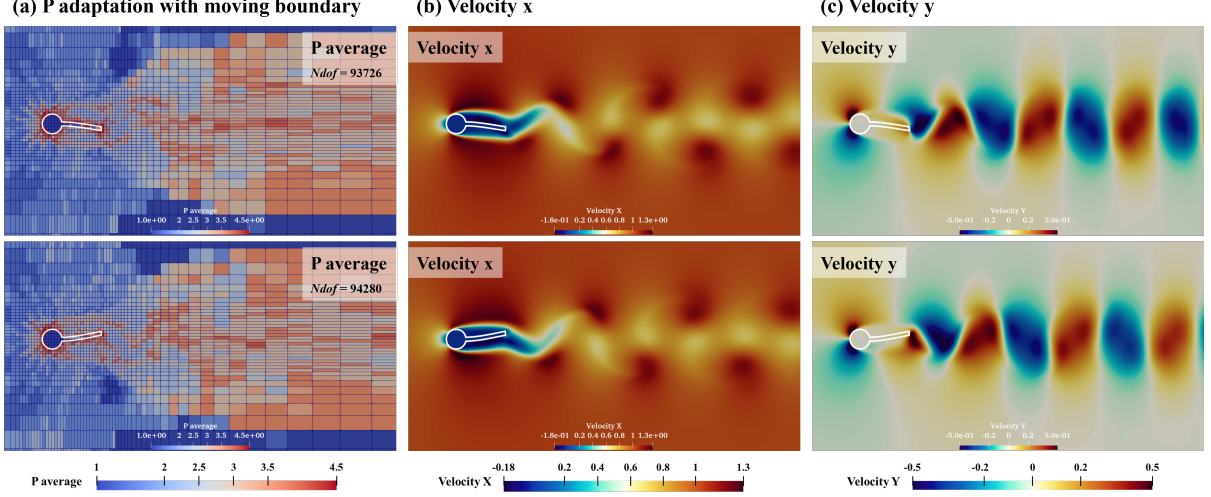 (a) P adaptation with moving boundary
(b) Velocity x
(c) Velocity y
P average
Ndof = 93726
Velocity x
Velocity y
P average
1.0e+00 2 2.5 3 3.5 4.5e+00
Velocity X
-1.8e-01 0.2 0.4 0.6 0.8 1 1.3e+00
Velocity Y
-5.0e-01 -0.2 0 0.2 5.0e-01
P average
Ndof = 94280
Velocity x
Velocity y
P average
1.0e+00 2 2.5 3 3.5 4.5e+00
Velocity X
-1.8e-01 0.2 0.4 0.6 0.8 1 1.3e+00
Velocity Y
-5.0e-01 -0.2 0 0.2 5.0e-01
1 2 2.5 3 3.5 4.5
P average
-0.18 0.2 0.4 0.6 0.8 1 1.3
Velocity X
-0.5 -0.2 0 0.2 0.5
Velocity Y